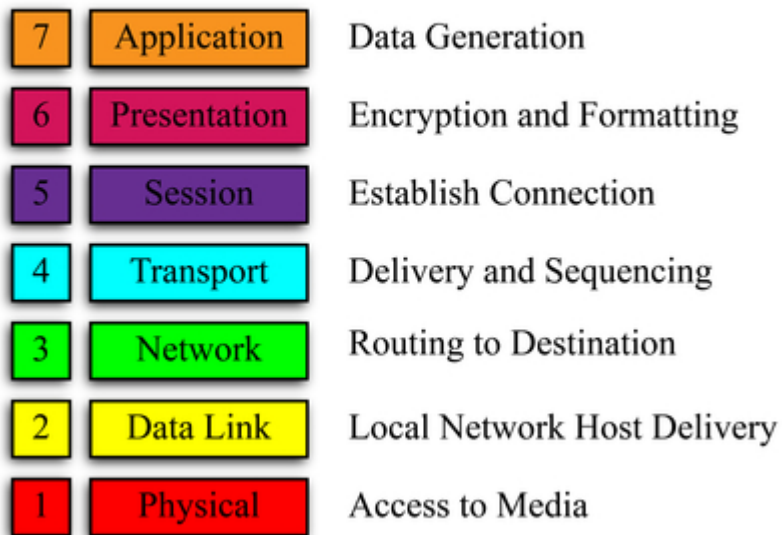 7 Application Data Generation
6 Presentation Encryption and Formatting
5 Session Establish Connection
4 Transport Delivery and Sequencing
3 Network Routing to Destination
2 Data Link Local Network Host Delivery
1 Physical Access to Media